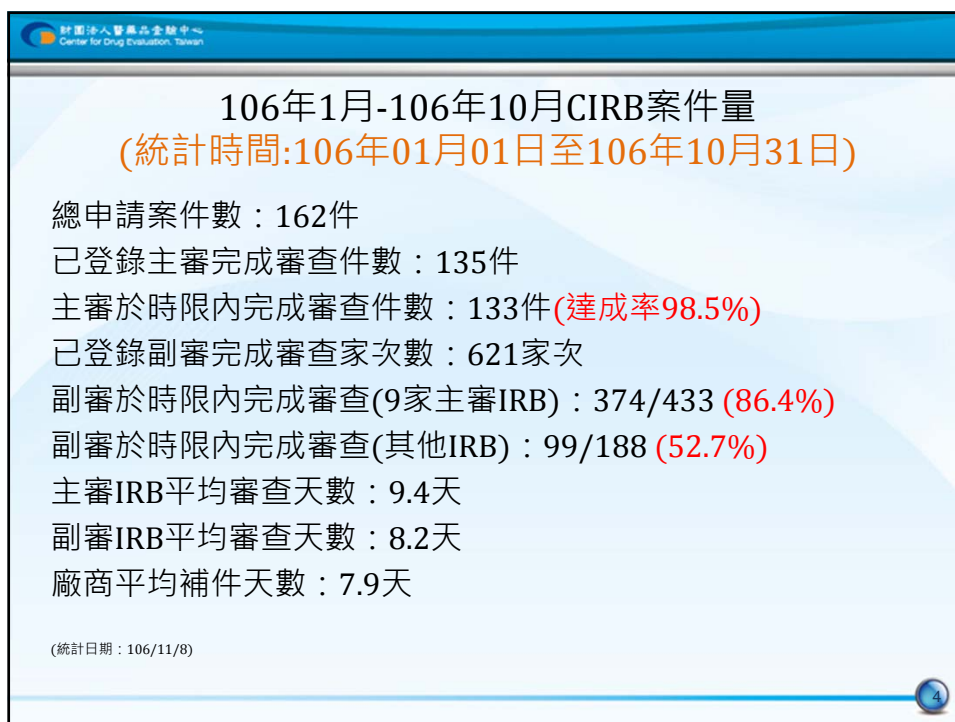 財團法人醫藥品查驗中心
Center for Drug Evaluation, Taiwan
106年1月-106年10月CIRB案件量
(統計時間:106年01月01日至106年10月31日)
總申請案件數：162件
已登錄主審完成審查件數：135件
主審於時限內完成審查件數：133件(達成率98.5%)
已登錄副審完成審查家次數：621家次
副審於時限內完成審查(9家主審IRB)：374/433 (86.4%)
副審於時限內完成審查(其他IRB)：99/188 (52.7%)
主審IRB平均審查天數：9.4天
副審IRB平均審查天數：8.2天
廠商平均補件天數：7.9天
(統計日期：106/11/8)
4